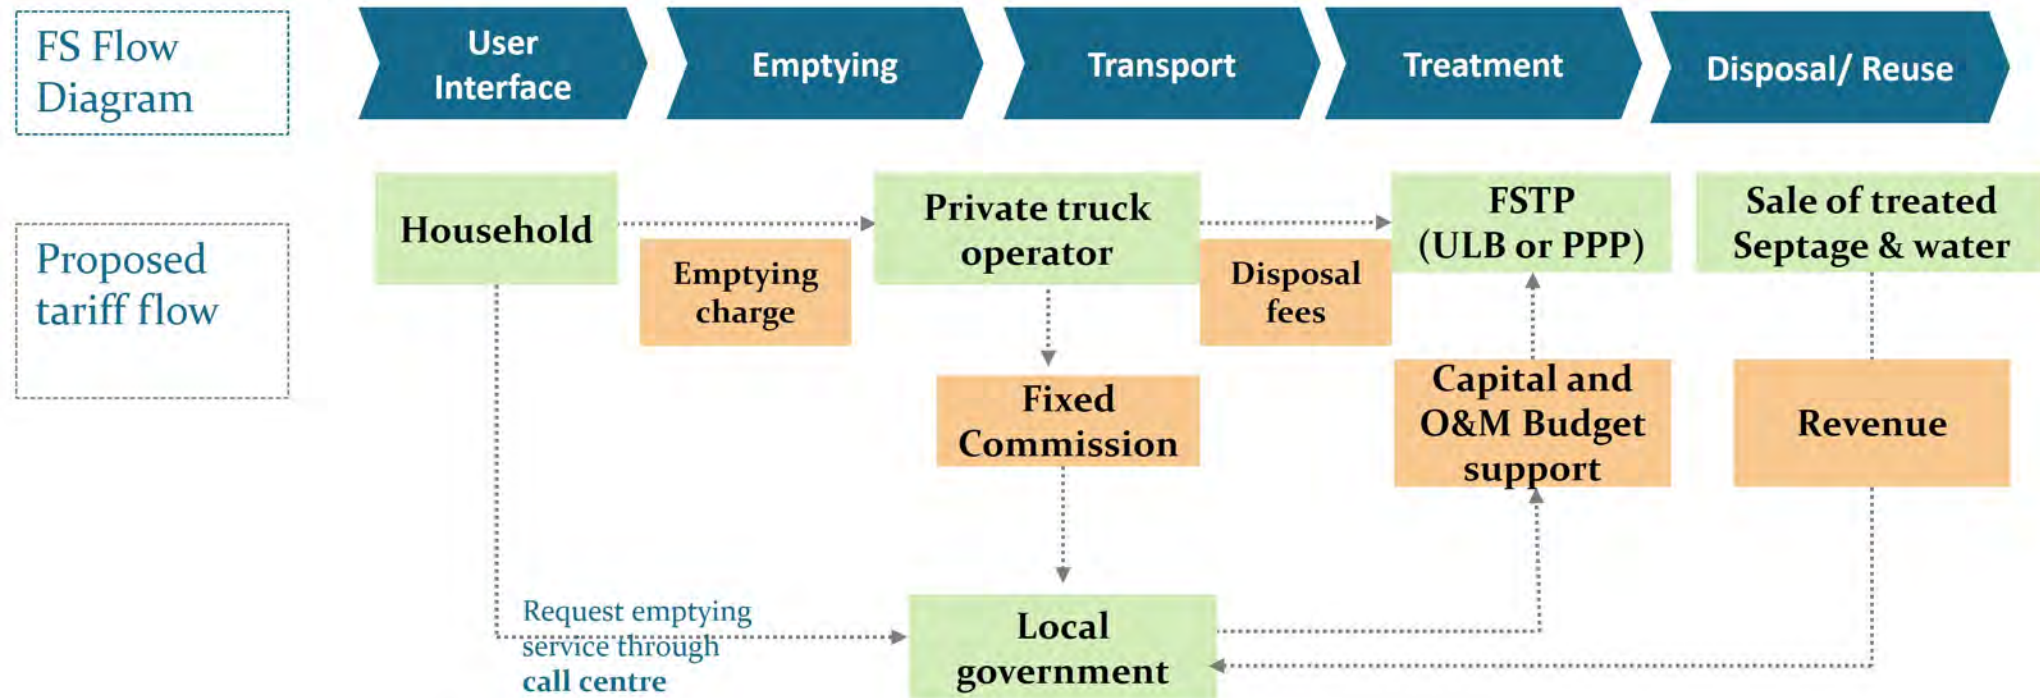 FS Flow
Diagram
User
Interface
Emptying
Transport
Treatment
Disposal/ Reuse
Proposed
tariff flow
Household
Emptying
charge
Private truck
operator
Disposal
fees
FSTP
(ULB or PPP)
Sale of treated
Septage & water
Fixed
Commission
Capital and
O&M Budget
support
Revenue
Request emptying
service through
call centre
Local
government